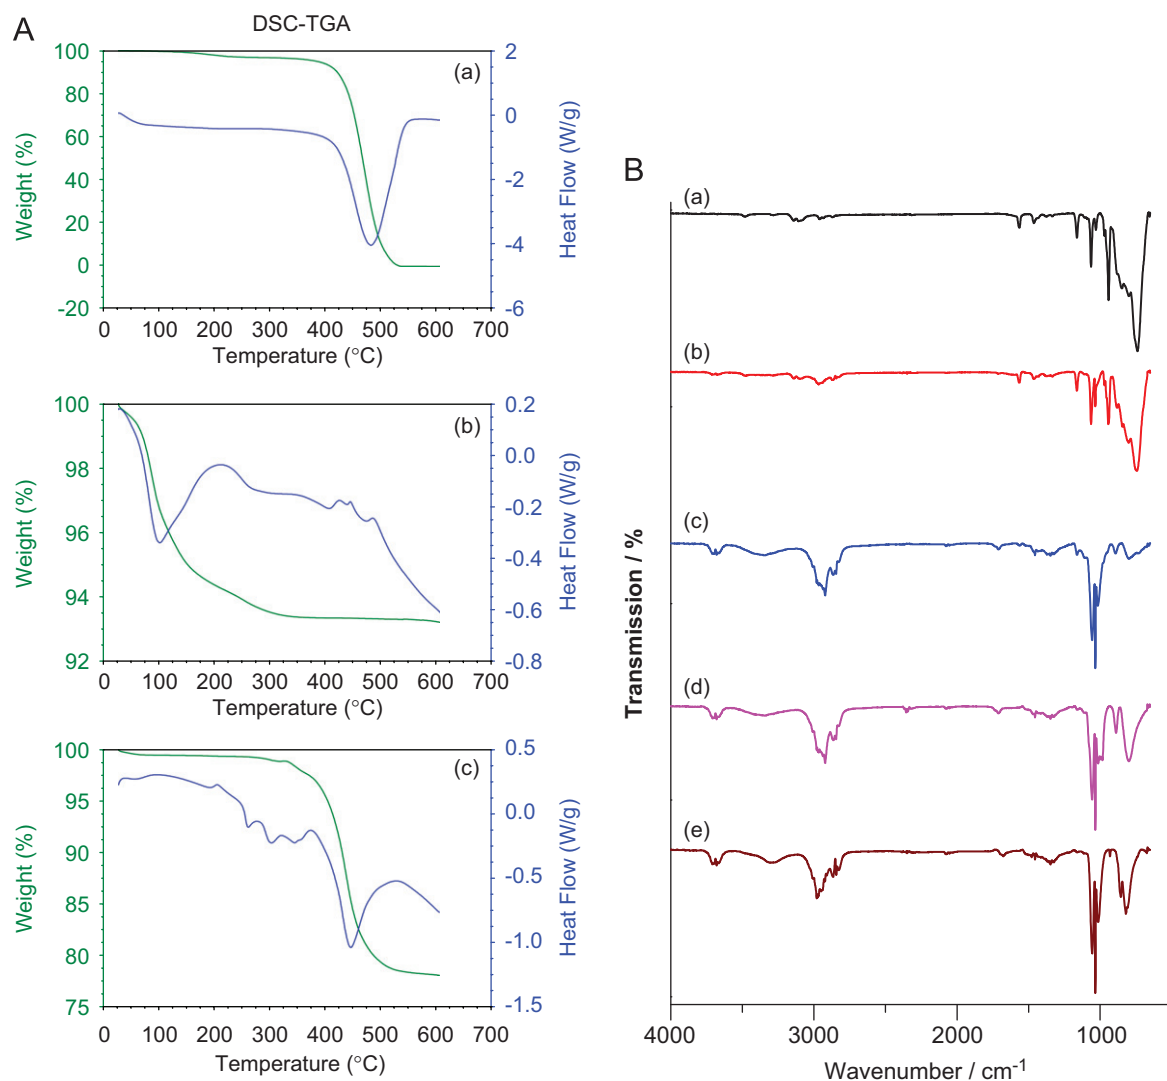 A
DSC-TGA
100
80
60
40
20
0
-20
Weight (%)
(a)
2
0
-2
-4
-6
Heat Flow (W/g)
0 100 200 300 400 500 600 700
Temperature (°C)
100
98
96
94
92
Weight (%)
(b)
0.2
0.0
-0.2
-0.4
-0.6
-0.8
Heat Flow (W/g)
0 100 200 300 400 500 600 700
Temperature (°C)
100
95
90
85
80
75
Weight (%)
(c)
0.5
0.0
-0.5
-1.0
-1.5
Heat Flow (W/g)
0 100 200 300 400 500 600 700
Temperature (°C)
B
(a)
(b)
(c)
(d)
(e)
Transmission / %
4000 3000 2000 1000
Wavenumber / cm⁻¹